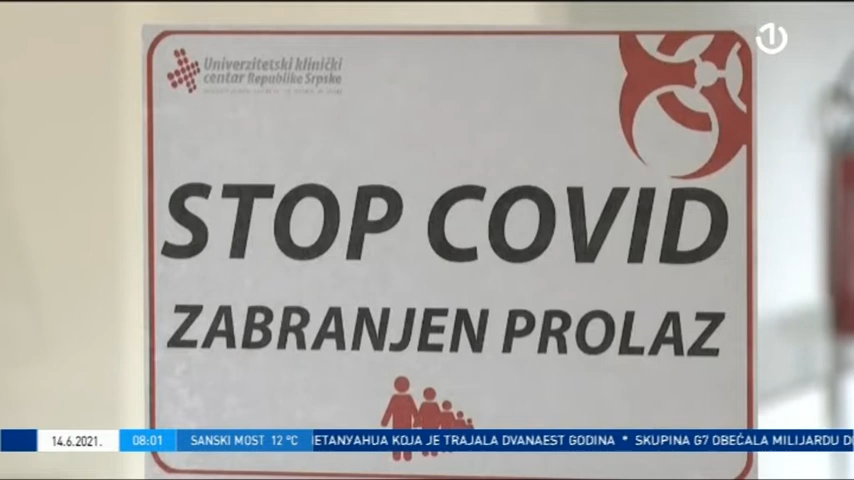 Univerzitetski klinički
centar Republike Srpske
STOP COVID
ZABRANJEN PROLAZ
14.6.2021. 08:01 SANSKI MOST 12 °C IETANYAHUA KOJA JE TRAJALA DVANAEST GODINA * SKUPINA G7 OBEĆALA MILIJARDU D